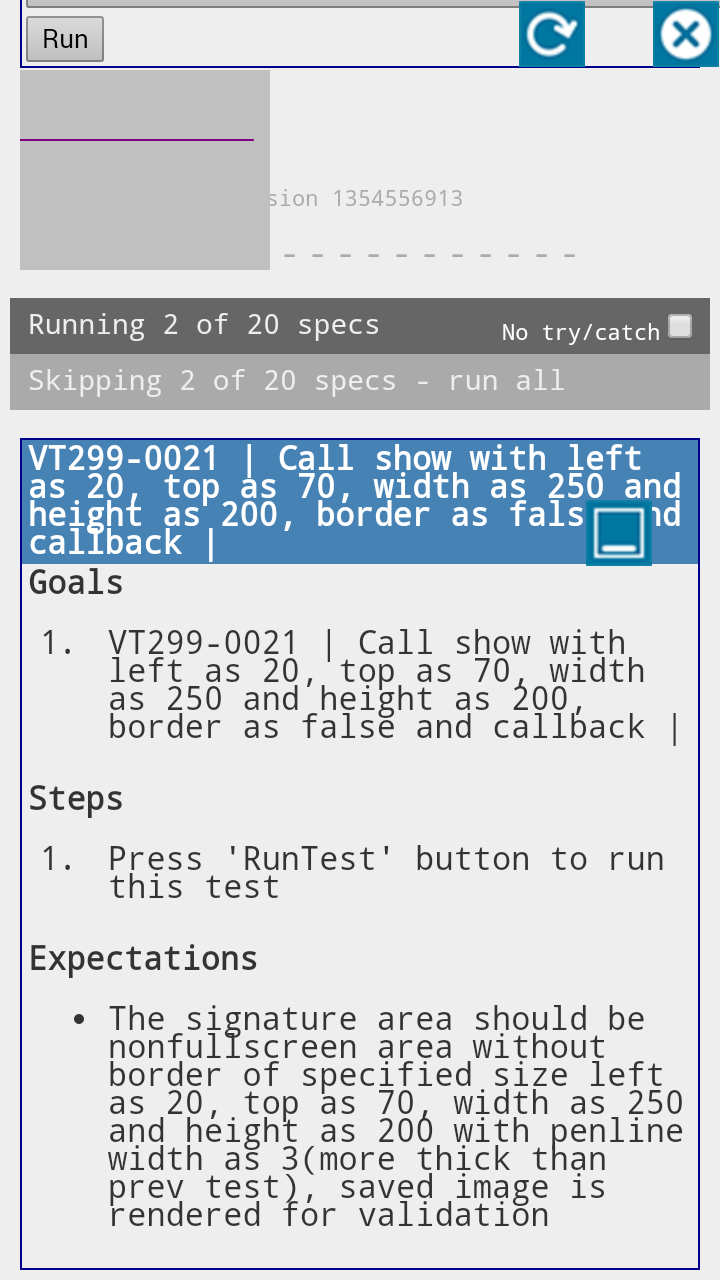 Run
sion 1354556913
- - - - - - - - - - -
Running 2 of 20 specs
No try/catch
Skipping 2 of 20 specs - run all
VT299-0021 | Call show with left
as 20, top as 70, width as 250 and
height as 200, border as fals nd
callback |
Goals
1. VT299-0021 | Call show with
left as 20, top as 70, width
as 250 and height as 200,
border as false and callback |
Steps
1. Press 'RunTest' button to run
this test
Expectations
• The signature area should be
nonfullscreen area without
border of specified size left
as 20, top as 70, width as 250
and height as 200 with penline
width as 3(more thick than
prev test), saved image is
rendered for validation